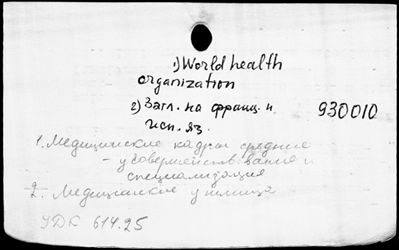 1) World health
organization
2) Загл. на франц. и
исп. яз.
930010
1. Медицинские кадры средние
- усовершенствование и
специализация
2. Медицинские училища
УДК 614.25